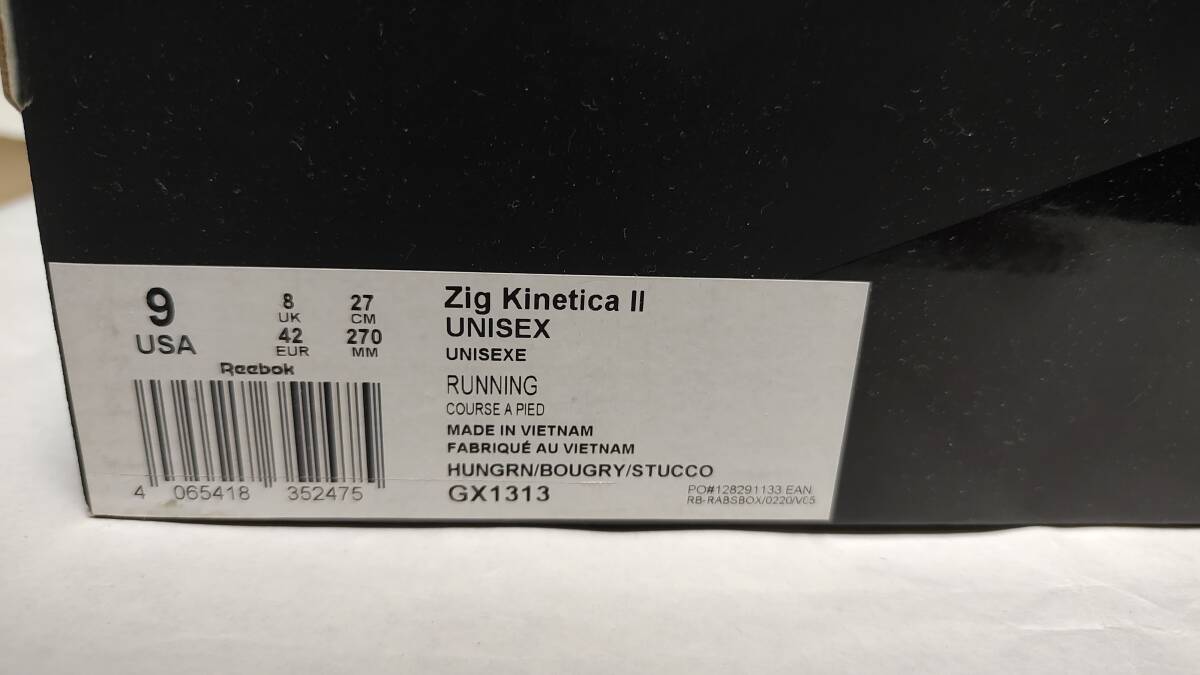 9
USA
8
UK
27
CM
42
EUR
270
MM
Reebok
4 065418 352475
Zig Kinetica II
UNISEX
UNISEXE
RUNNING
COURSE A PIED
MADE IN VIETNAM
FABRIQUÉ AU VIETNAM
HUNGRN/BOUGRY/STUCCO
GX1313
PO#128291133 EAN
RB-RABSBOX/0220/V05